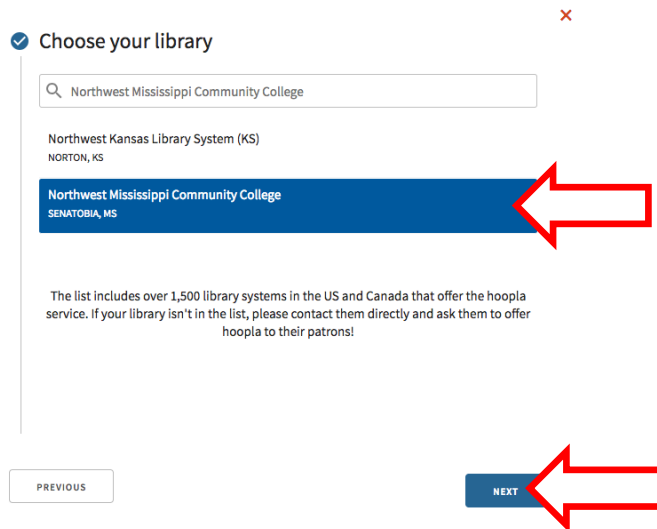 Choose your library
Northwest Mississippi Community College
Northwest Kansas Library System (KS)
NORTON, KS
Northwest Mississippi Community College
SENATOBIA, MS
The list includes over 1,500 library systems in the US and Canada that offer the hoopla
service. If your library isn't in the list, please contact them directly and ask them to offer
hoopla to their patrons!
PREVIOUS
NEXT